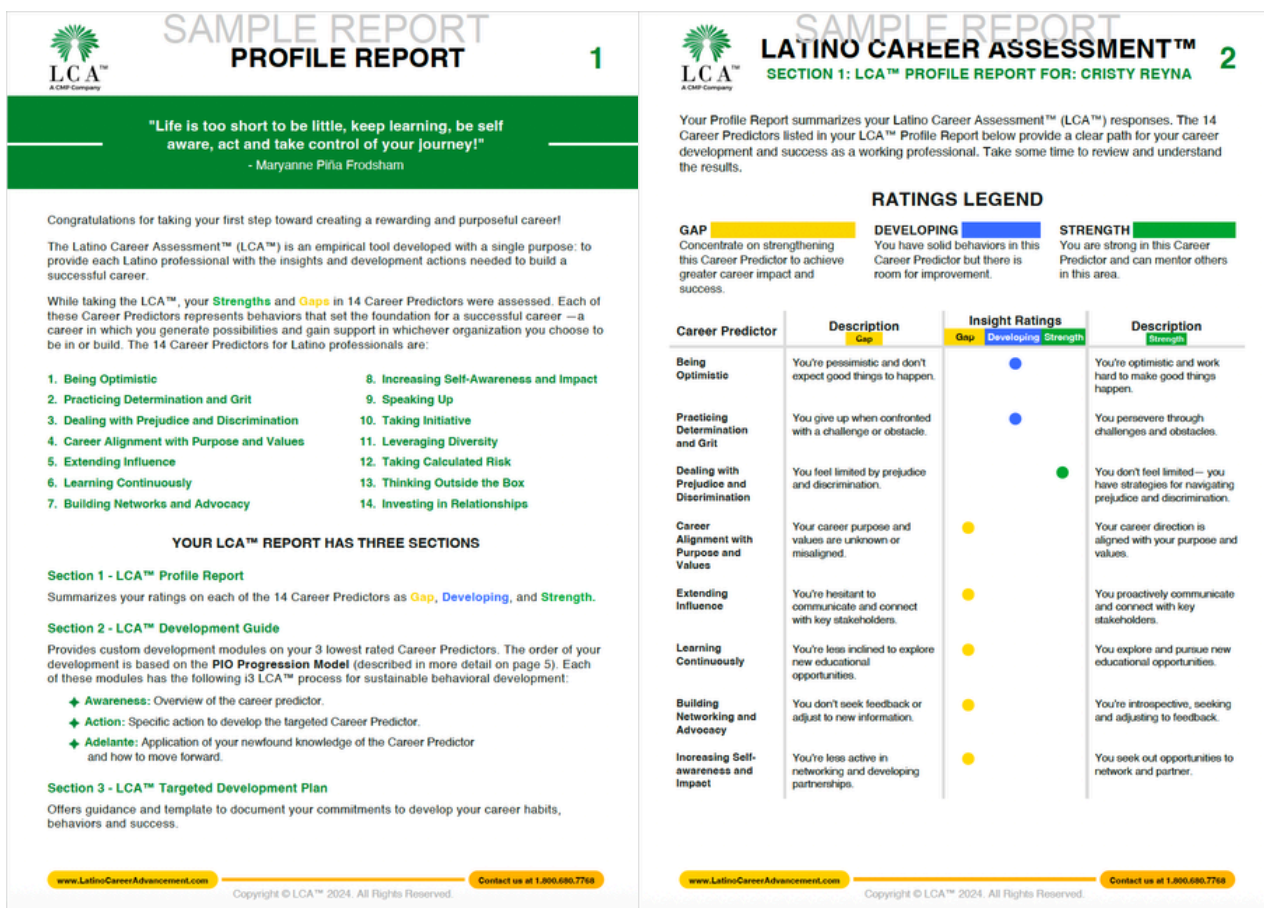 SAMPLE REPORT
LCA™
A CMP Company
PROFILE REPORT
1
"Life is too short to be little, keep learning, be self
aware, act and take control of your journey!"
- Maryanne Piña Frodsham
Congratulations for taking your first step toward creating a rewarding and purposeful career!
The Latino Career Assessment™ (LCA™) is an empirical tool developed with a single purpose: to
provide each Latino professional with the insights and development actions needed to build a
successful career.
While taking the LCA™, your Strengths and Gaps in 14 Career Predictors were assessed. Each of
these Career Predictors represents behaviors that set the foundation for a successful career —a
career in which you generate possibilities and gain support in whichever organization you choose to
be in or build. The 14 Career Predictors for Latino professionals are:
1. Being Optimistic
2. Practicing Determination and Grit
3. Dealing with Prejudice and Discrimination
4. Career Alignment with Purpose and Values
5. Extending Influence
6. Learning Continuously
7. Building Networks and Advocacy
8. Increasing Self-Awareness and Impact
9. Speaking Up
10. Taking Initiative
11. Leveraging Diversity
12. Taking Calculated Risk
13. Thinking Outside the Box
14. Investing in Relationships
YOUR LCA™ REPORT HAS THREE SECTIONS
Section 1 - LCA™ Profile Report
Summarizes your ratings on each of the 14 Career Predictors as Gap, Developing, and Strength.
Section 2 - LCA™ Development Guide
Provides custom development modules on your 3 lowest rated Career Predictors. The order of your
development is based on the PIO Progression Model (described in more detail on page 5). Each
of these modules has the following i3 LCA™ process for sustainable behavioral development:
Awareness: Overview of the career predictor.
Action: Specific action to develop the targeted Career Predictor.
Adelante: Application of your newfound knowledge of the Career Predictor
and how to move forward.
Section 3 - LCA™ Targeted Development Plan
Offers guidance and template to document your commitments to develop your career habits,
behaviors and success.
www.LatinoCareerAdvancement.com
Contact us at 1.800.680.7768
Copyright © LCA™ 2024. All Rights Reserved.
SAMPLE REPORT
LCA™
A CMP Company
LATINO CAREER ASSESSMENT™
SECTION 1: LCA™ PROFILE REPORT FOR: CRISTY REYNA
2
Your Profile Report summarizes your Latino Career Assessment™ (LCA™) responses. The 14
Career Predictors listed in your LCA™ Profile Report below provide a clear path for your career
development and success as a working professional. Take some time to review and understand
the results.
RATINGS LEGEND
GAP
Concentrate on strengthening
this Career Predictor to achieve
greater career impact and
success.
DEVELOPING
You have solid behaviors in this
Career Predictor but there is
room for improvement.
STRENGTH
You are strong in this Career
Predictor and can mentor others
in this area.
Career Predictor
Description
Gap
Insight Ratings
Gap Developing Strength
Description
Strength
Being
Optimistic
You're pessimistic and don't
expect good things to happen.
You're optimistic and work
hard to make good things
happen.
Practicing
Determination
and Grit
You give up when confronted
with a challenge or obstacle.
You persevere through
challenges and obstacles.
Dealing with
Prejudice and
Discrimination
You feel limited by prejudice
and discrimination.
You don't feel limited— you
have strategies for navigating
prejudice and discrimination.
Career
Alignment with
Purpose and
Values
Your career purpose and
values are unknown or
misaligned.
Your career direction is
aligned with your purpose and
values.
Extending
Influence
You're hesitant to
communicate and connect
with key stakeholders.
You proactively communicate
and connect with key
stakeholders.
Learning
Continuously
You're less inclined to explore
new educational
opportunities.
You explore and pursue new
educational opportunities.
Building
Networking and
Advocacy
You don't seek feedback or
adjust to new information.
You're introspective, seeking
and adjusting to feedback.
Increasing Self-
awareness and
Impact
You're less active in
networking and developing
partnerships.
You seek out opportunities to
network and partner.
www.LatinoCareerAdvancement.com
Contact us at 1.800.680.7768
Copyright © LCA™ 2024. All Rights Reserved.